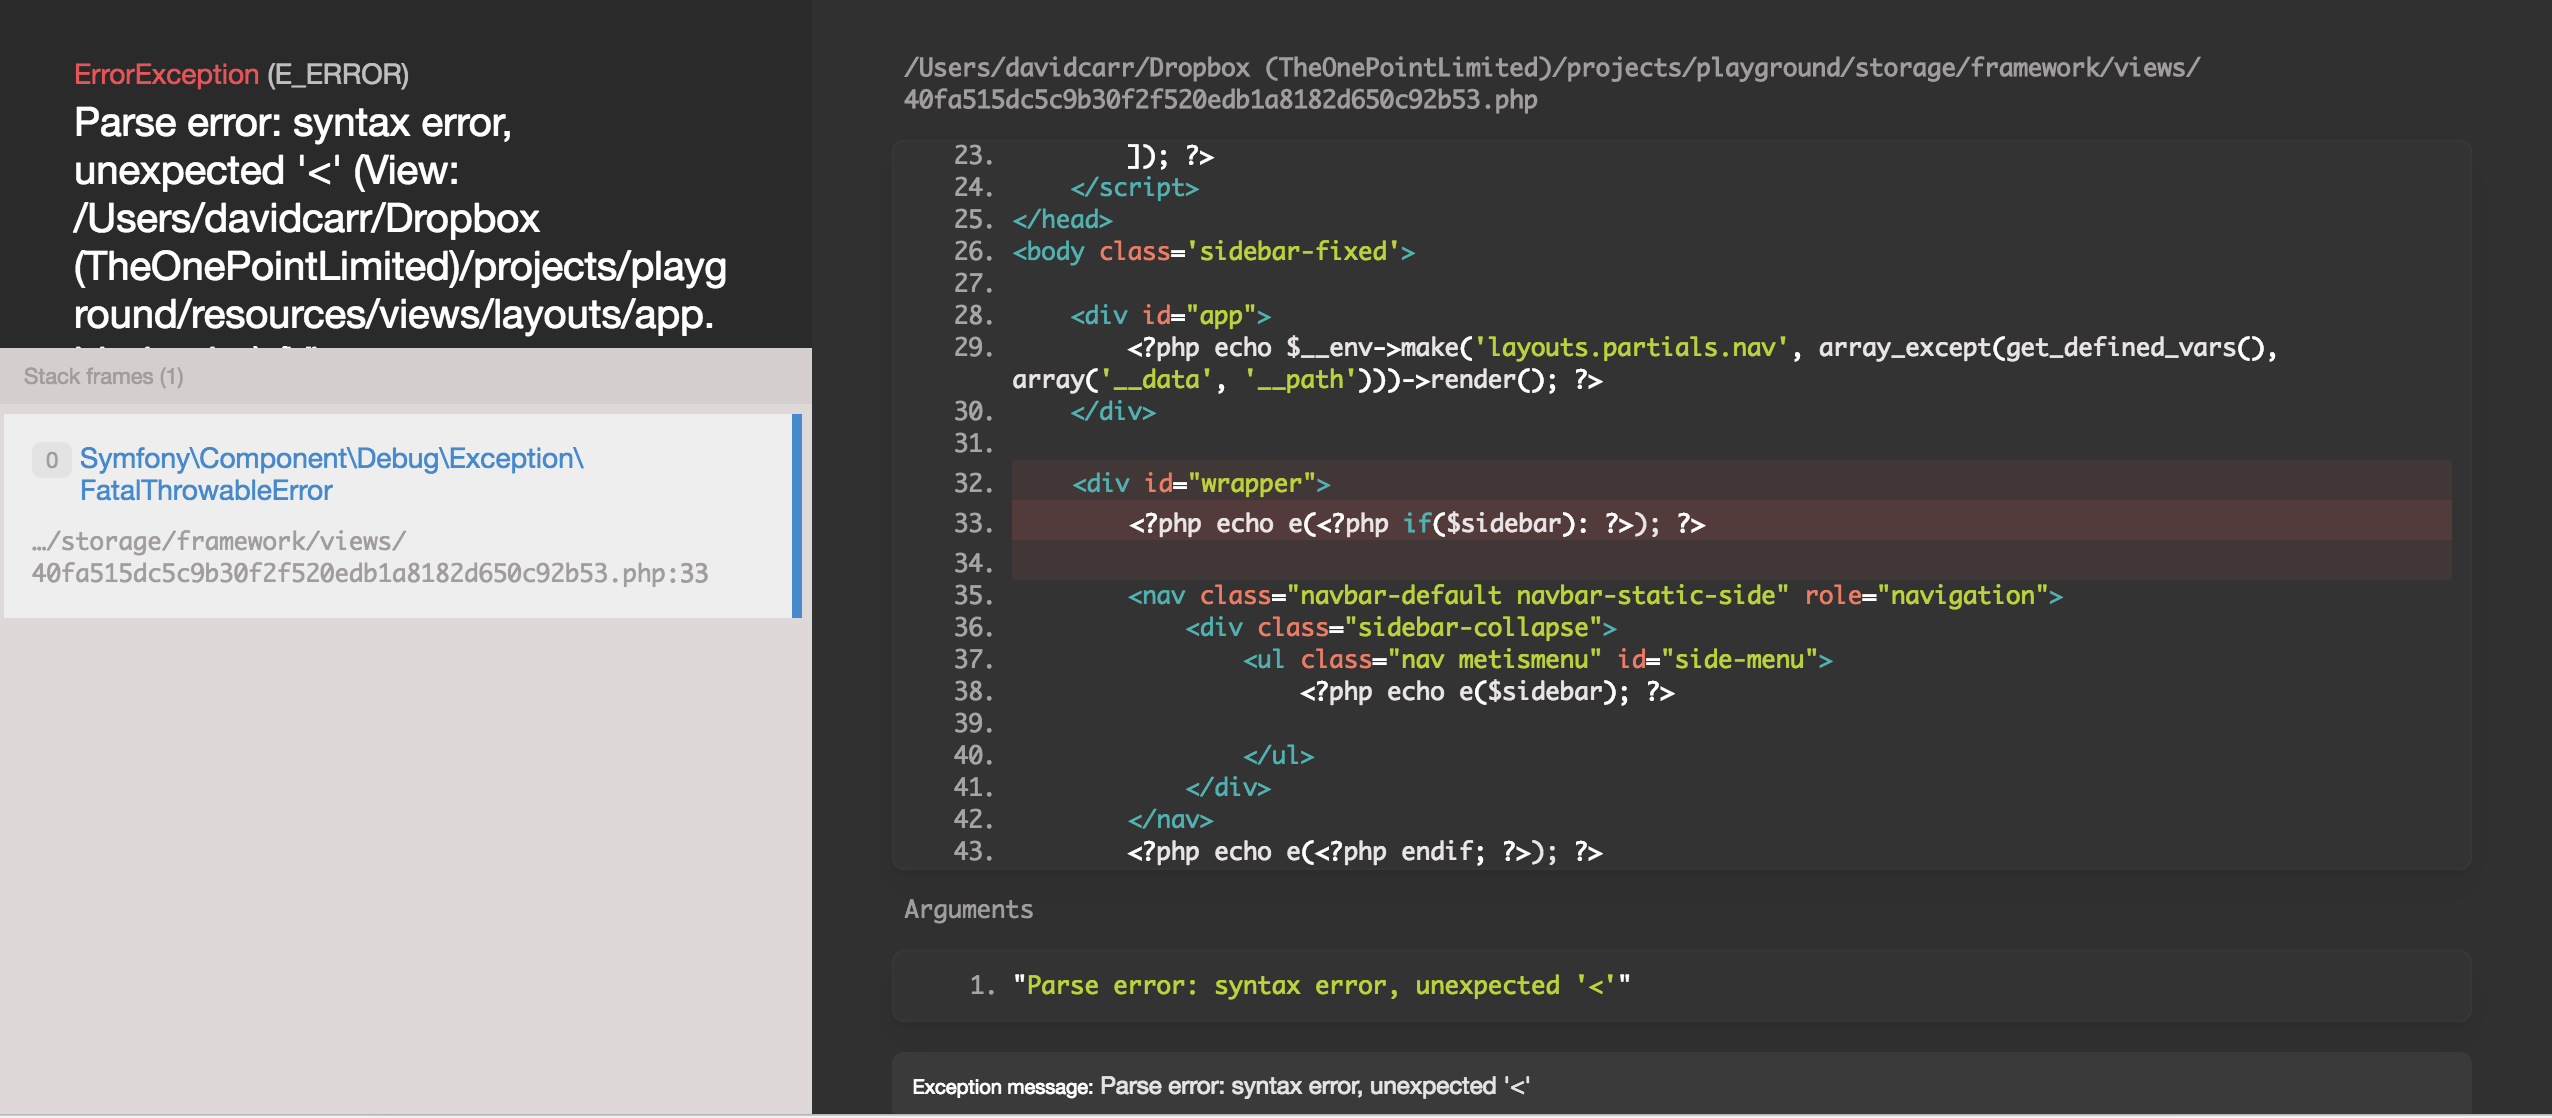 ErrorException (E_ERROR)
Parse error: syntax error,
unexpected '<' (View:
/Users/davidcarr/Dropbox
(TheOnePointLimited)/projects/playg
round/resources/views/layouts/app.
Stack frames (1)
0 Symfony\Component\Debug\Exception\
FatalThrowableError
…/storage/framework/views/
40fa515dc5c9b30f2f520edb1a8182d650c92b53.php:33
/Users/davidcarr/Dropbox (TheOnePointLimited)/projects/playground/storage/framework/views/
40fa515dc5c9b30f2f520edb1a8182d650c92b53.php
23. ]); ?>
24. </script>
25. </head>
26. <body class='sidebar-fixed'>
27.
28. <div id="app">
29. <?php echo $__env->make('layouts.partials.nav', array_except(get_defined_vars(),
array('__data', '__path')))->render(); ?>
30. </div>
31.
32. <div id="wrapper">
33. <?php echo e(<?php if($sidebar): ?>); ?>
34.
35. <nav class="navbar-default navbar-static-side" role="navigation">
36. <div class="sidebar-collapse">
37. <ul class="nav metismenu" id="side-menu">
38. <?php echo e($sidebar); ?>
39.
40. </ul>
41. </div>
42. </nav>
43. <?php echo e(<?php endif; ?>); ?>
Arguments
1. "Parse error: syntax error, unexpected '<'"
Exception message: Parse error: syntax error, unexpected '<'